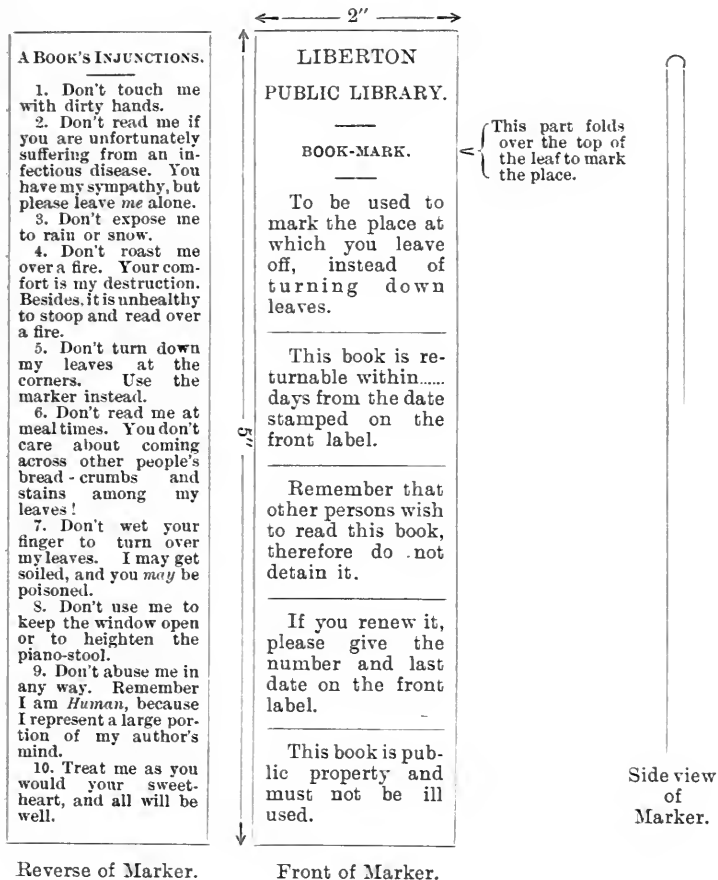 A BOOK'S INJUNCTIONS.
1. Don't touch me
with dirty hands.
2. Don't read me if
you are unfortunately
suffering from an in-
fectious disease. You
have my sympathy, but
please leave me alone.
3. Don't expose me
to rain or snow.
4. Don't roast me
over a fire. Your com-
fort is my destruction.
Besides, it is unhealthy
to stoop and read over
a fire.
5. Don't turn down
my leaves at the
corners. Use the
marker instead.
6. Don't read me at
meal times. You don't
care about coming
across other people's
bread-crumbs and
stains among my
leaves!
7. Don't wet your
finger to turn over
my leaves. I may get
soiled, and you may be
poisoned.
8. Don't use me to
keep the window open
or to heighten the
piano-stool.
9. Don't abuse me in
any way. Remember
I am Human, because
I represent a large por-
tion of my author's
mind.
10. Treat me as you
would your sweet-
heart, and all will be
well.
Reverse of Marker.
2"
5"
LIBERTON
PUBLIC LIBRARY.
BOOK-MARK.
To be used to
mark the place at
which you leave
off, instead of
turning down
leaves.
This book is re-
turnable within......
days from the date
stamped on the
front label.
Remember that
other persons wish
to read this book,
therefore do not
detain it.
If you renew it,
please give the
number and last
date on the front
label.
This book is pub-
lic property and
must not be ill
used.
Front of Marker.
This part folds
over the top of
the leaf to mark
the place.
Side view
of
Marker.